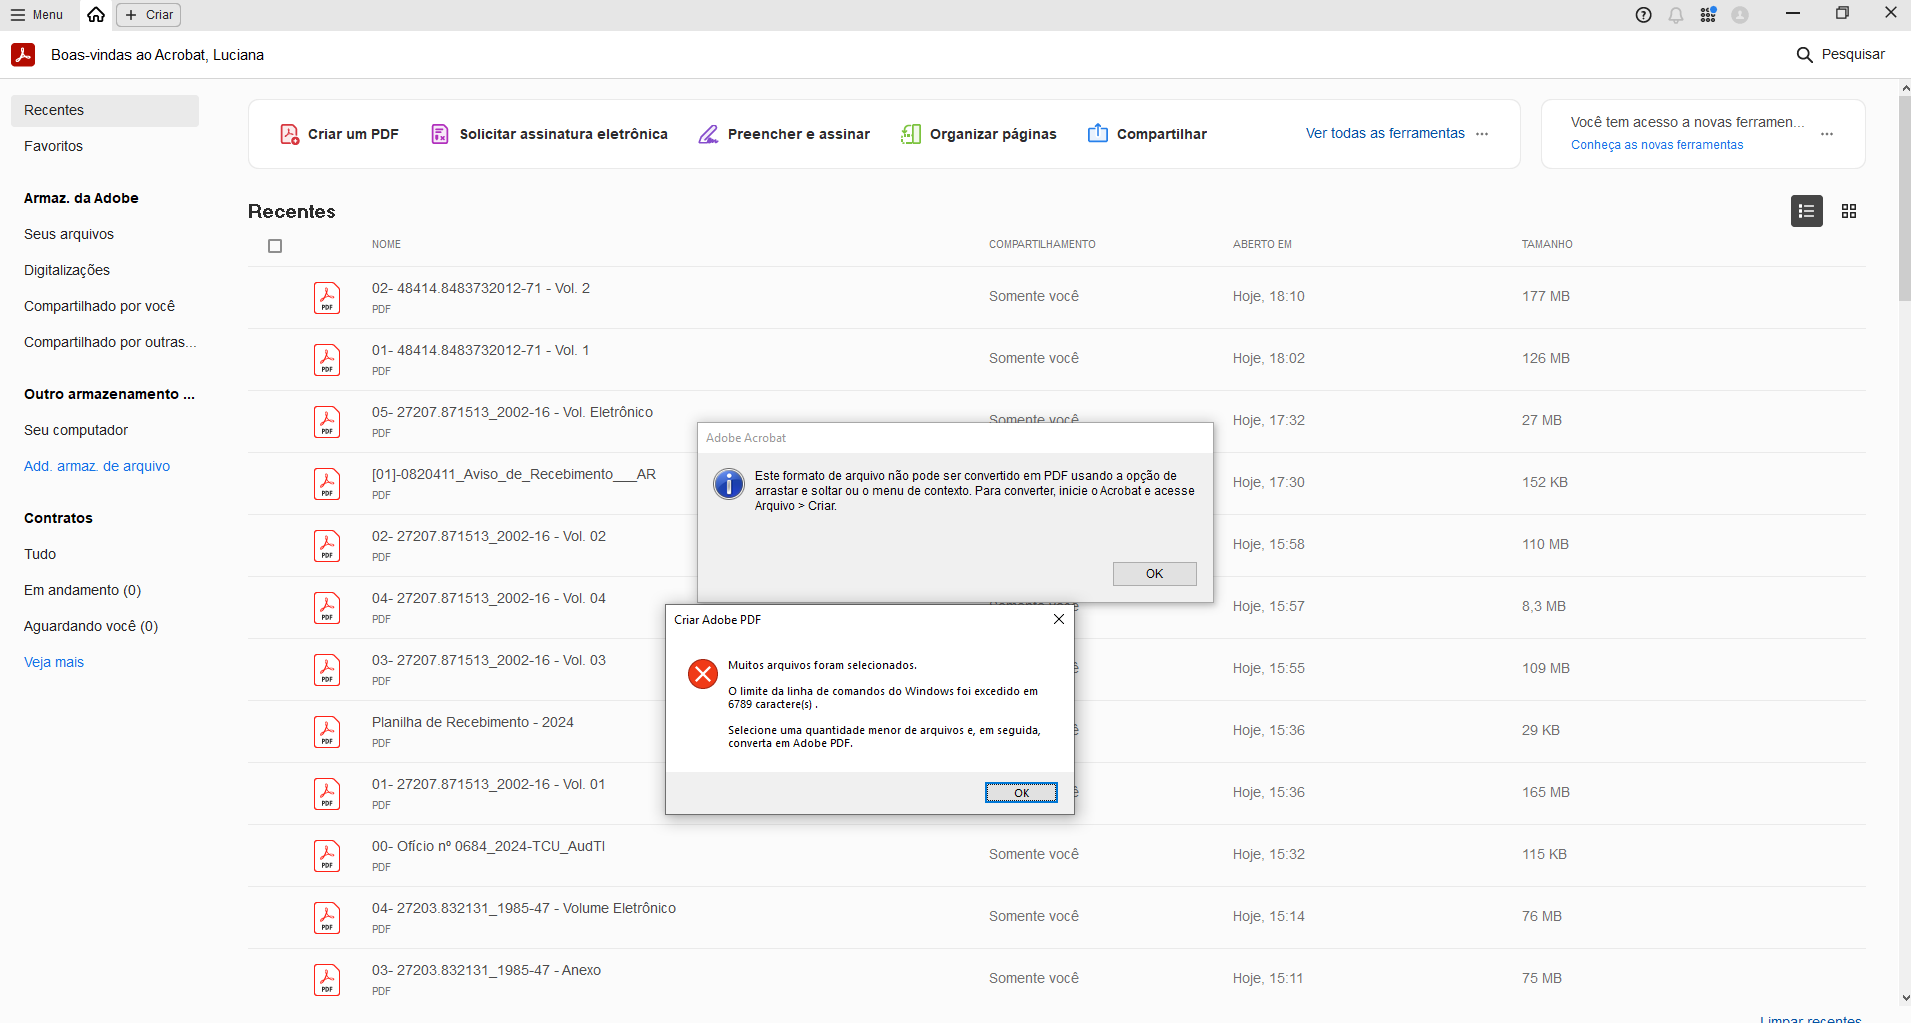 Menu
Criar
Boas-vindas ao Acrobat, Luciana
Pesquisar
Recentes
Favoritos
Armaz. da Adobe
Seus arquivos
Digitalizações
Compartilhado por você
Compartilhado por outras...
Outro armazenamento ...
Seu computador
Add. armaz. de arquivo
Contratos
Tudo
Em andamento (0)
Aguardando você (0)
Veja mais
Criar um PDF
Solicitar assinatura eletrônica
Preencher e assinar
Organizar páginas
Compartilhar
Ver todas as ferramentas ...
Você tem acesso a novas ferramen...
Conheça as novas ferramentas
...
Recentes
NOME COMPARTILHAMENTO ABERTO EM TAMANHO
02- 48414.8483732012-71 - Vol. 2
PDF
Somente você Hoje, 18:10 177 MB
01- 48414.8483732012-71 - Vol. 1
PDF
Somente você Hoje, 18:02 126 MB
05- 27207.871513_2002-16 - Vol. Eletrônico
PDF
Somente você Hoje, 17:32 27 MB
[01]-0820411_Aviso_de_Recebimento___AR
PDF
Hoje, 17:30 152 KB
02- 27207.871513_2002-16 - Vol. 02
PDF
Hoje, 15:58 110 MB
04- 27207.871513_2002-16 - Vol. 04
PDF
Somente você Hoje, 15:57 8,3 MB
03- 27207.871513_2002-16 - Vol. 03
PDF
Hoje, 15:55 109 MB
Planilha de Recebimento - 2024
PDF
Hoje, 15:36 29 KB
01- 27207.871513_2002-16 - Vol. 01
PDF
Hoje, 15:36 165 MB
00- Ofício nº 0684_2024-TCU_AudTI
PDF
Somente você Hoje, 15:32 115 KB
04- 27203.832131_1985-47 - Volume Eletrônico
PDF
Somente você Hoje, 15:14 76 MB
03- 27203.832131_1985-47 - Anexo
PDF
Somente você Hoje, 15:11 75 MB
Limpar recentes
Adobe Acrobat
Este formato de arquivo não pode ser convertido em PDF usando a opção de
arrastar e soltar ou o menu de contexto. Para converter, inicie o Acrobat e acesse
Arquivo > Criar.
OK
Criar Adobe PDF
Muitos arquivos foram selecionados.
O limite da linha de comandos do Windows foi excedido em
6789 caractere(s) .
Selecione uma quantidade menor de arquivos e, em seguida,
converta em Adobe PDF.
OK